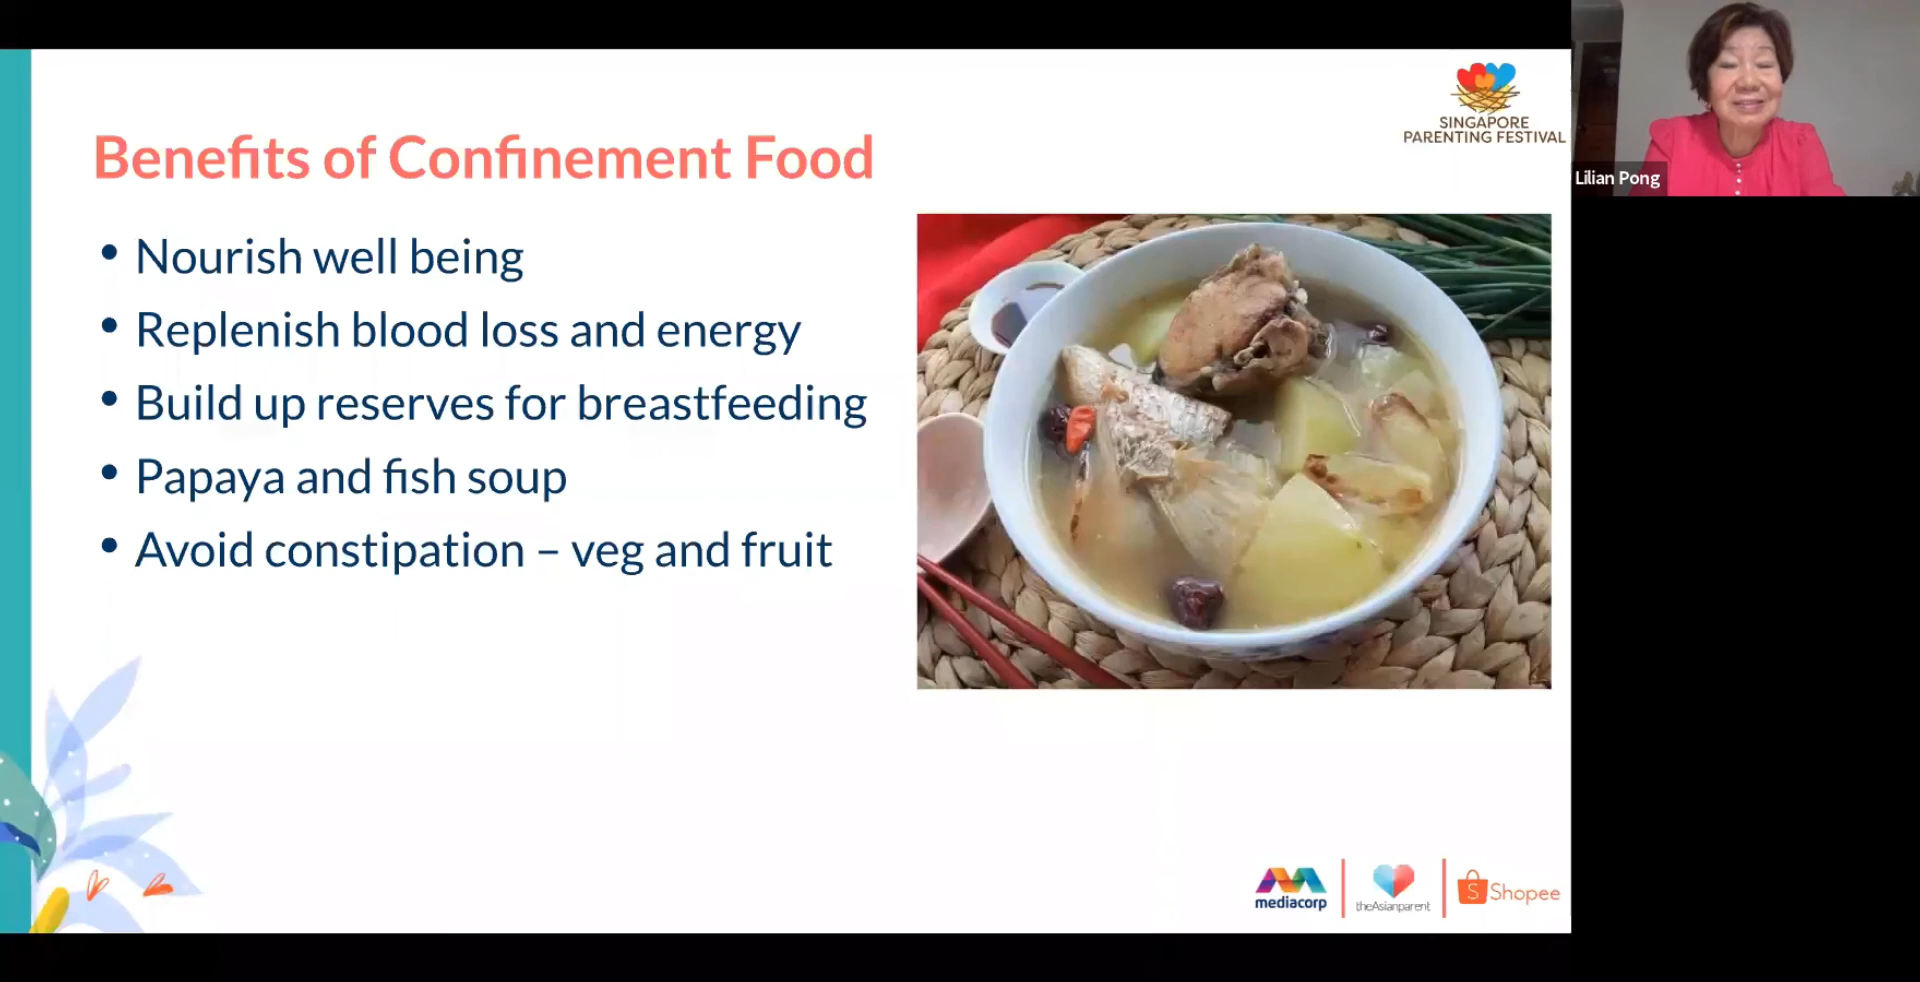 SINGAPORE
PARENTING FESTIVAL
Lilian Pong
Benefits of Confinement Food
• Nourish well being
• Replenish blood loss and energy
• Build up reserves for breastfeeding
• Papaya and fish soup
• Avoid constipation – veg and fruit
mediacorp
theAsianparent
S Shopee